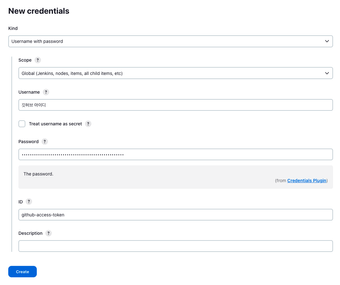 New credentials
Kind
Username with password
Scope ?
Global (Jenkins, nodes, items, all child items, etc)
Username ?
Treat username as secret ?
Password ?
The password.
(from Credentials Plugin)
ID ?
github-access-token
Description ?
Create